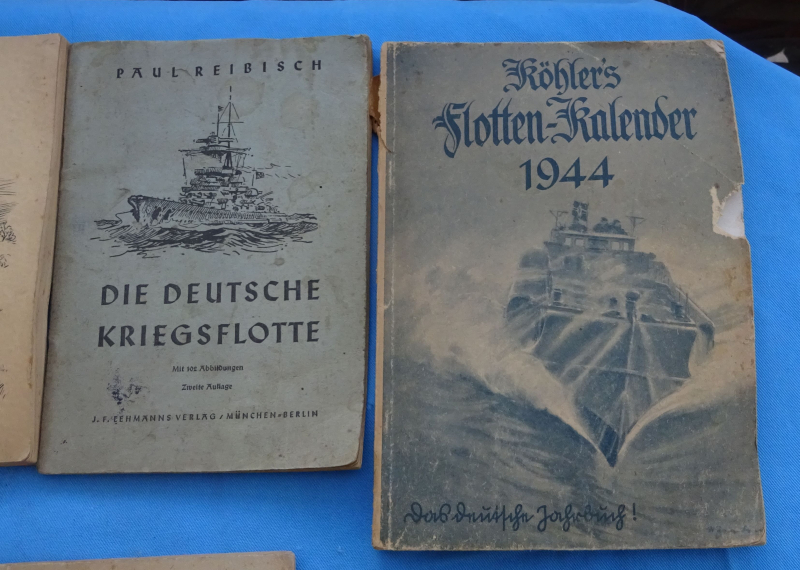 PAUL REIBISCH
DIE DEUTSCHE
KRIEGSFLOTTE
Mit 102 Abbildungen
Zweite Auflage
J. F. LEHMANNS VERLAG / MÜNCHEN-BERLIN
Köhler's
Flotten-Kalender
1944
Das deutsche Jahrbuch!